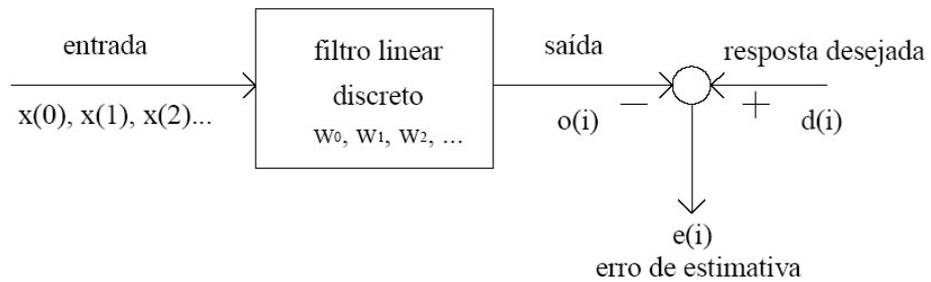 entrada
x(0), x(1), x(2)...
filtro linear
discreto
w₀, w₁, w₂, ...
saída
o(i)
−
resposta desejada
+
d(i)
e(i)
erro de estimativa